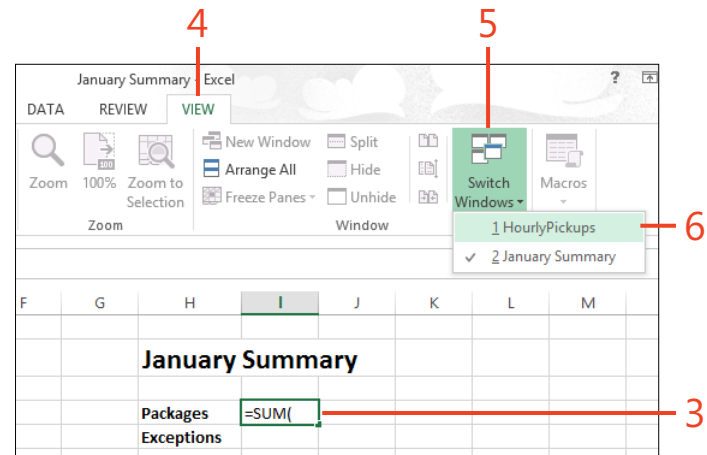 4
5
January Summary - Excel
?
DATA REVIEW VIEW
New Window Split
100
Arrange All Hide
Zoom 100% Zoom to Selection
Freeze Panes Unhide
Switch Windows
Macros
Zoom
Window
1 HourlyPickups
6
✓ 2 January Summary
F G H I J K L M
January Summary
Packages =SUM(
3
Exceptions